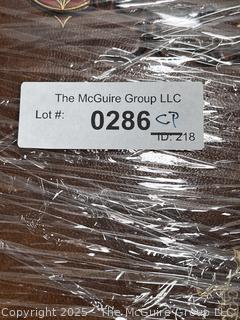 The McGuire Group LLC
Lot #: 0286 CP
ID: 218
Copyright 2025 - The McGuire Group LLC